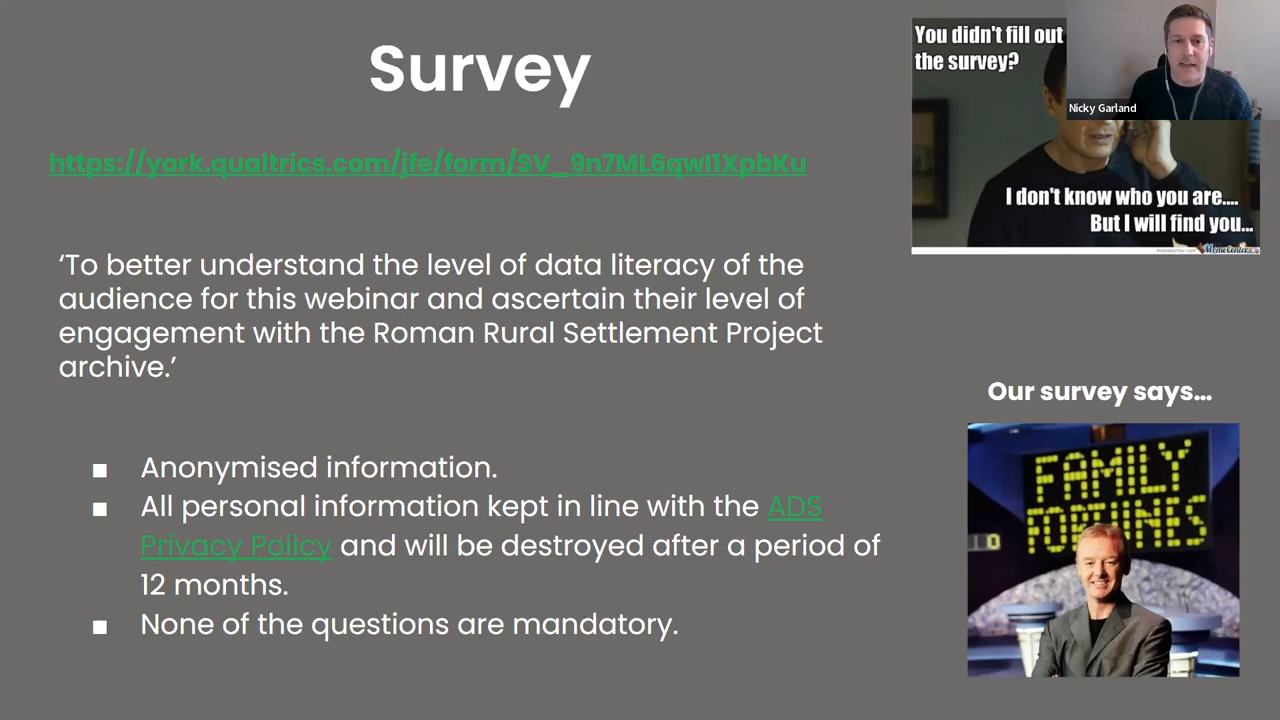 Survey
https://york.qualtrics.com/jfe/form/SV_9n7ML6qwI1XpbKu
‘To better understand the level of data literacy of the
audience for this webinar and ascertain their level of
engagement with the Roman Rural Settlement Project
archive.’
■ Anonymised information.
■ All personal information kept in line with the ADS
Privacy Policy and will be destroyed after a period of
12 months.
■ None of the questions are mandatory.
You didn't fill out
the survey?
I don't know who you are....
But I will find you...
MemeCenter
Nicky Garland
Our survey says...
FAMILY
FORTUNES